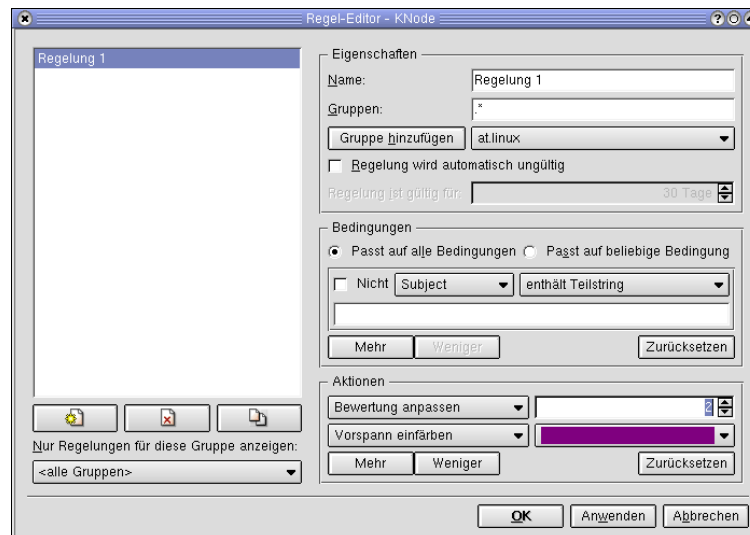 Regel-Editor - KNode
Regelung 1
Nur Regelungen für diese Gruppe anzeigen:
<alle Gruppen>
Eigenschaften
Name: Regelung 1
Gruppen: .*
Gruppe hinzufügen at.linux
Regelung wird automatisch ungültig
Regelung ist gültig für: 30 Tage
Bedingungen
Passt auf alle Bedingungen Passt auf beliebige Bedingung
Nicht Subject enthält Teilstring
Mehr Weniger Zurücksetzen
Aktionen
Bewertung anpassen 2
Vorspann einfärben
Mehr Weniger Zurücksetzen
OK Anwenden Abbrechen